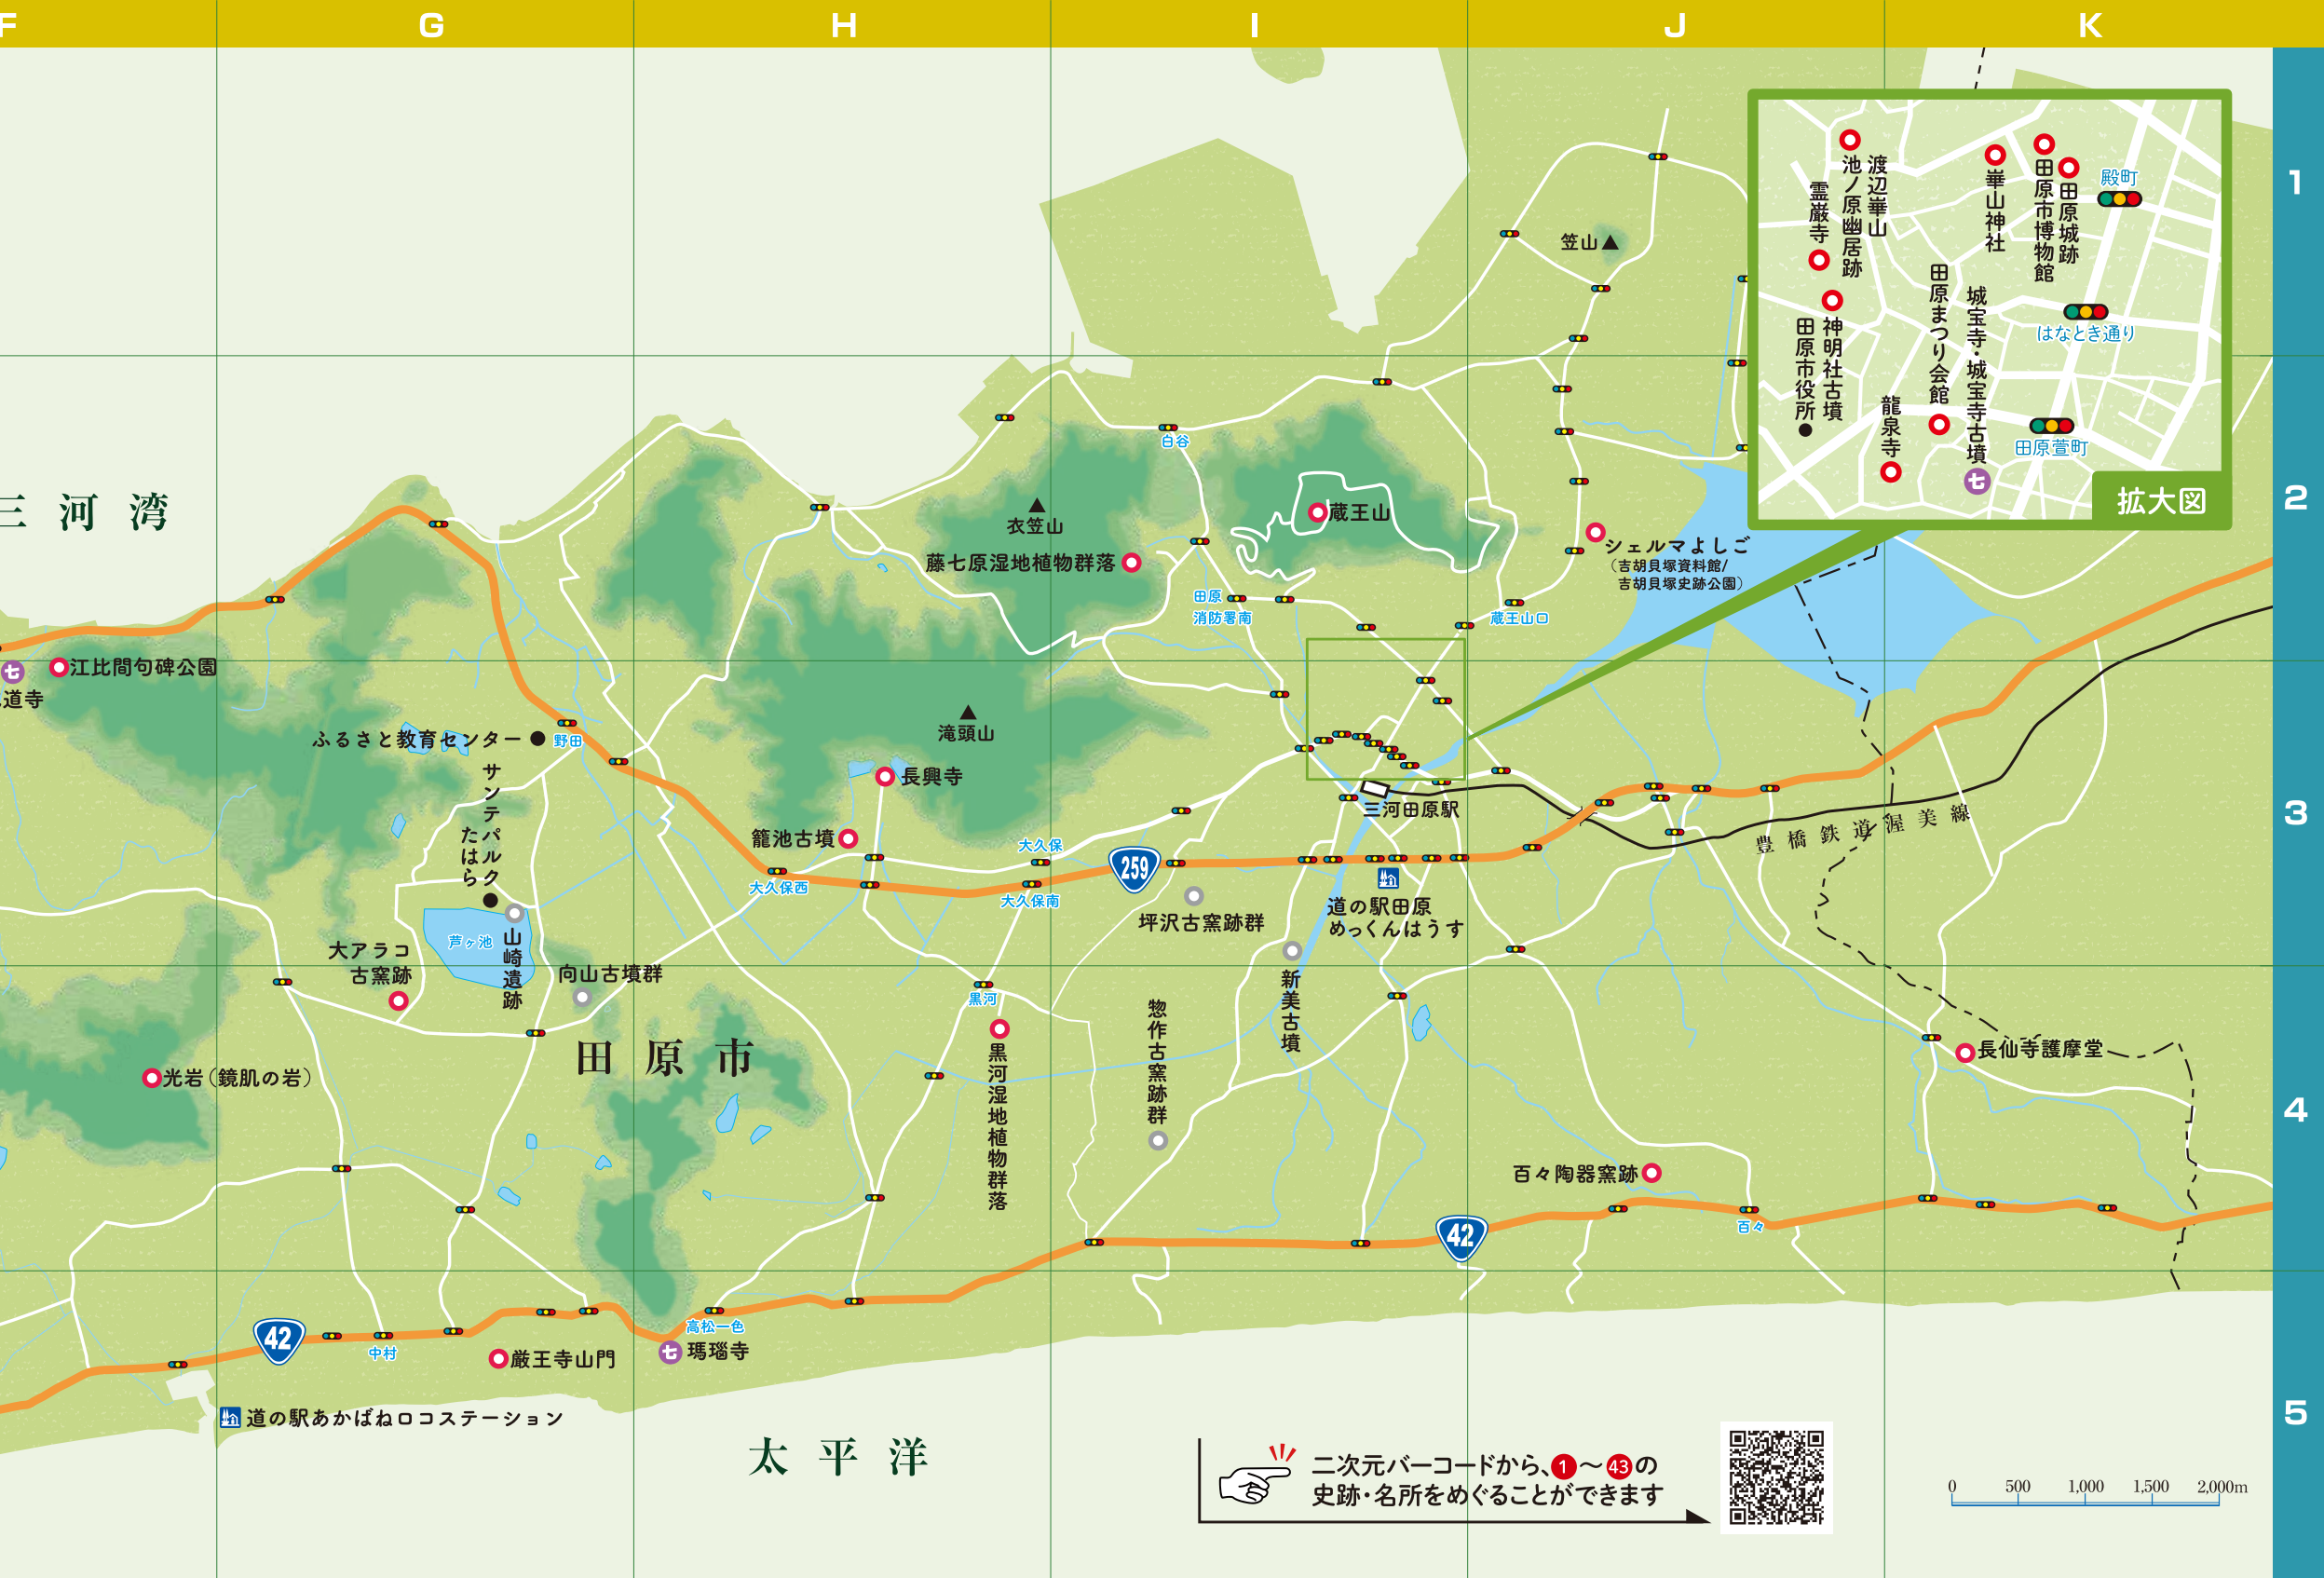 F
G
H
I
J
K
1
2
3
4
5
渡辺崋山
池ノ原幽居跡
霊巌寺
崋山神社
田原市博物館
田原城跡
殿町
はなとき通り
神明社古墳
田原市役所
田原まつり会館
城宝寺・城宝寺古墳
七
龍泉寺
田原萱町
拡大図
笠山
白谷
三河湾
衣笠山
蔵王山
藤七原湿地植物群落
シェルマよしご
（吉胡貝塚資料館/
吉胡貝塚史跡公園）
田原
消防署南
蔵王山口
江比間句碑公園
七
道寺
ふるさと教育センター
野田
滝頭山
サンテパルク
たはら
長興寺
三河田原駅
豊橋鉄道渥美線
籠池古墳
大久保
大久保西
大久保南
259
坪沢古窯跡群
道の駅田原
めっくんはうす
芦ヶ池
山崎遺跡
大アラコ
古窯跡
向山古墳群
黒河
新美古墳
惣作古窯跡群
田原市
黒河湿地植物群落
長仙寺護摩堂
光岩（鏡肌の岩）
百々陶器窯跡
42
百々
42
中村
高松一色
厳王寺山門
七
瑪瑙寺
道の駅あかばねロコステーション
太平洋
二次元バーコードから、1～43の
史跡・名所をめぐることができます
0 500 1,000 1,500 2,000m